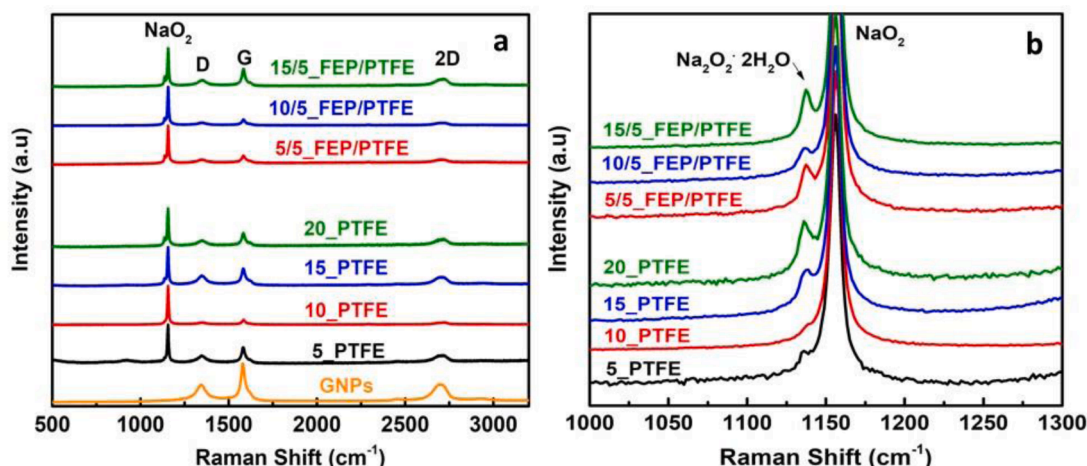 a
NaO2
D
G
2D
15/5_FEP/PTFE
10/5_FEP/PTFE
5/5_FEP/PTFE
20_PTFE
15_PTFE
10_PTFE
5_PTFE
GNPs
Intensity (a.u)
500 1000 1500 2000 2500 3000
Raman Shift (cm-1)
b
NaO2
Na2O2· 2H2O
15/5_FEP/PTFE
10/5_FEP/PTFE
5/5_FEP/PTFE
20_PTFE
15_PTFE
10_PTFE
5_PTFE
Intensity (a.u)
1000 1050 1100 1150 1200 1250 1300
Raman Shift (cm-1)